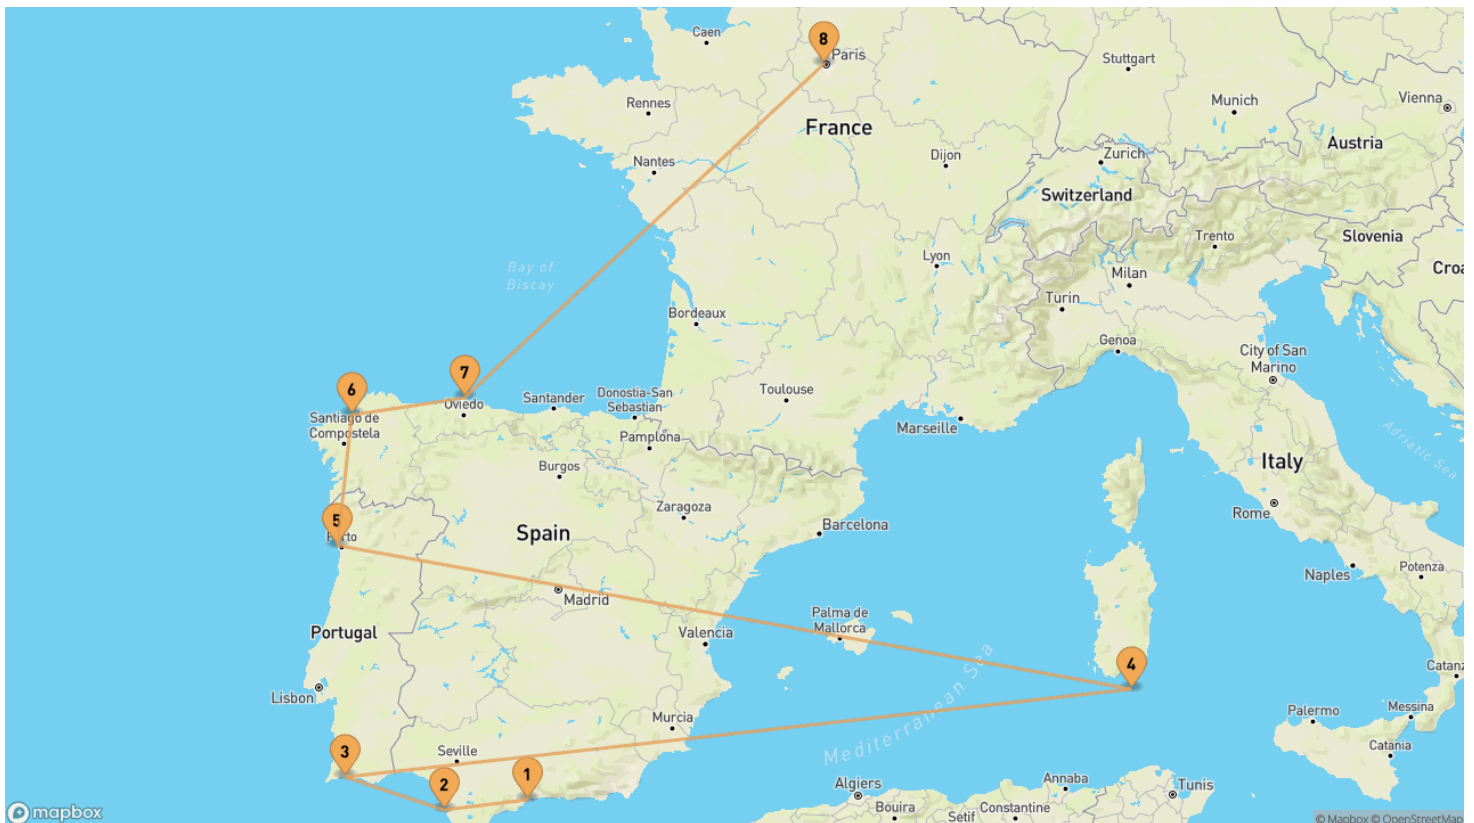 8
Caen
Paris
Stuttgart
Munich
Vienna
Rennes
France
Austria
Nantes
Dijon
Zurich
Switzerland
Trento
Slovenia
Lyon
Milan
Croa
Bay of
Biscay
Turin
Bordeaux
Genoa
City of San
Marino
7
6
Oviedo
Santander
Donostia-San
Sebastian
Toulouse
Santiago de
Compostela
Marseille
Adriatic Sea
Pamplona
Burgos
Italy
Zaragoza
Rome
5
Porto
Spain
Barcelona
Naples
Potenza
Madrid
Palma de
Mallorca
Portugal
Valencia
4
Mediterranean Sea
Lisbon
Catanz
Murcia
Palermo
Messina
3
Seville
Catania
2
1
Algiers
Annaba
Tunis
Bouira
Constantine
Setif
mapbox
© Mapbox © OpenStreetMap